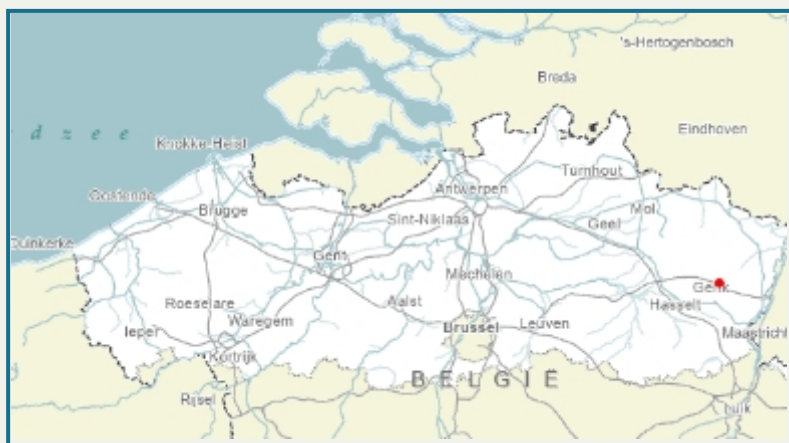 's-Hertogenbosch
Breda
Eindhoven
d z e e
Knokke-Heist
Turnhout
Oostende
Antwerpen
Brugge
Mol
Sint-Niklaas
Geel
Duinkerke
Gent
Mechelen
Genk
Roeselare
Aalst
Hasselt
Ieper
Waregem
Brussel
Leuven
Maastricht
Kortrijk
BELGIË
Rijsel
Luik